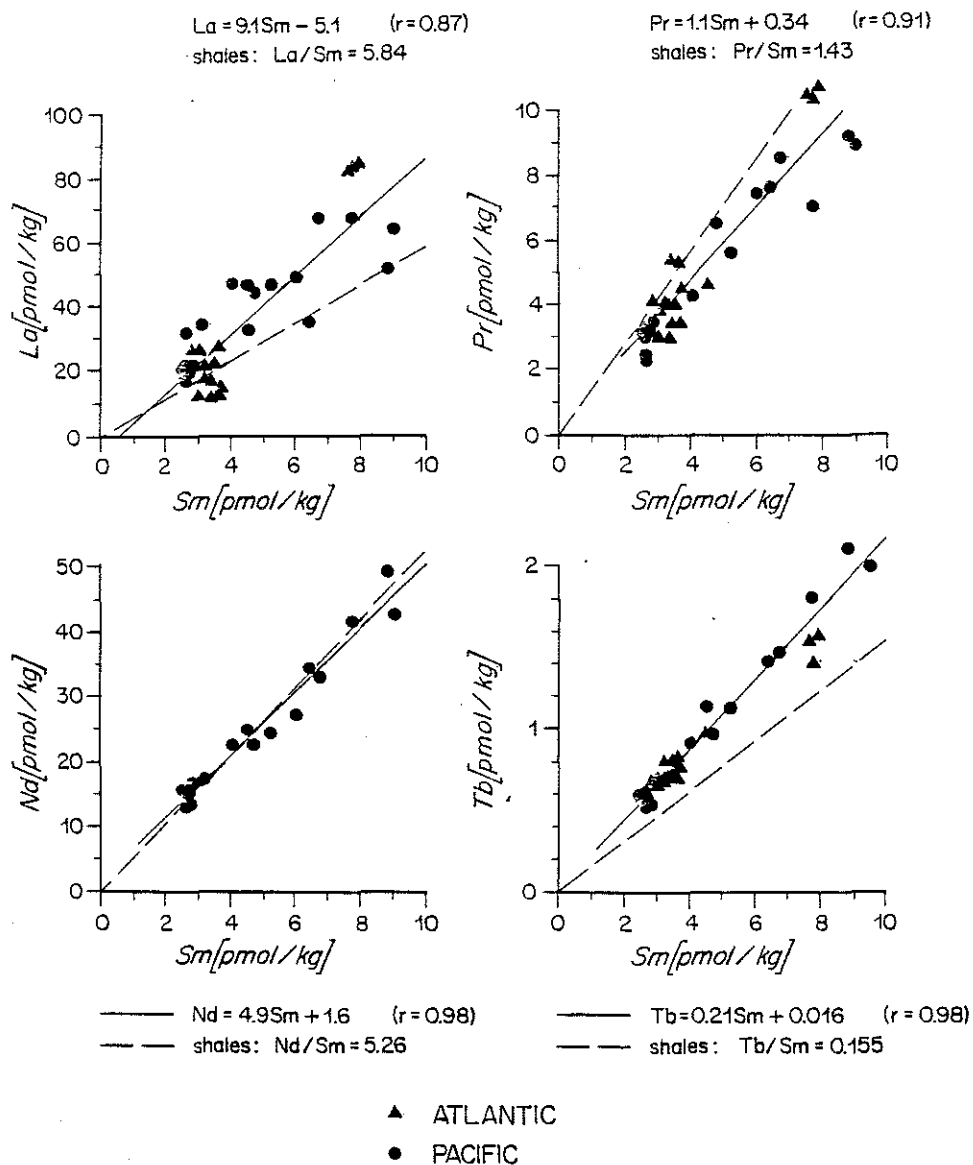 La=9.1Sm-5.1 (r=0.87)
shales: La/Sm=5.84
Pr=1.1Sm+0.34 (r=0.91)
shales: Pr/Sm=1.43
100
80
60
40
20
0
La[pmol/kg]
0 2 4 6 8 10
Sm[pmol/kg]
10
8
6
4
2
0
Pr[pmol/kg]
0 2 4 6 8 10
Sm[pmol/kg]
50
40
30
20
10
0
Nd[pmol/kg]
0 2 4 6 8 10
Sm[pmol/kg]
2
1
0
Tb[pmol/kg]
0 2 4 6 8 10
Sm[pmol/kg]
Nd=4.9Sm+1.6 (r=0.98)
shales: Nd/Sm=5.26
Tb=0.21Sm+0.016 (r=0.98)
shales: Tb/Sm=0.155
ATLANTIC
PACIFIC